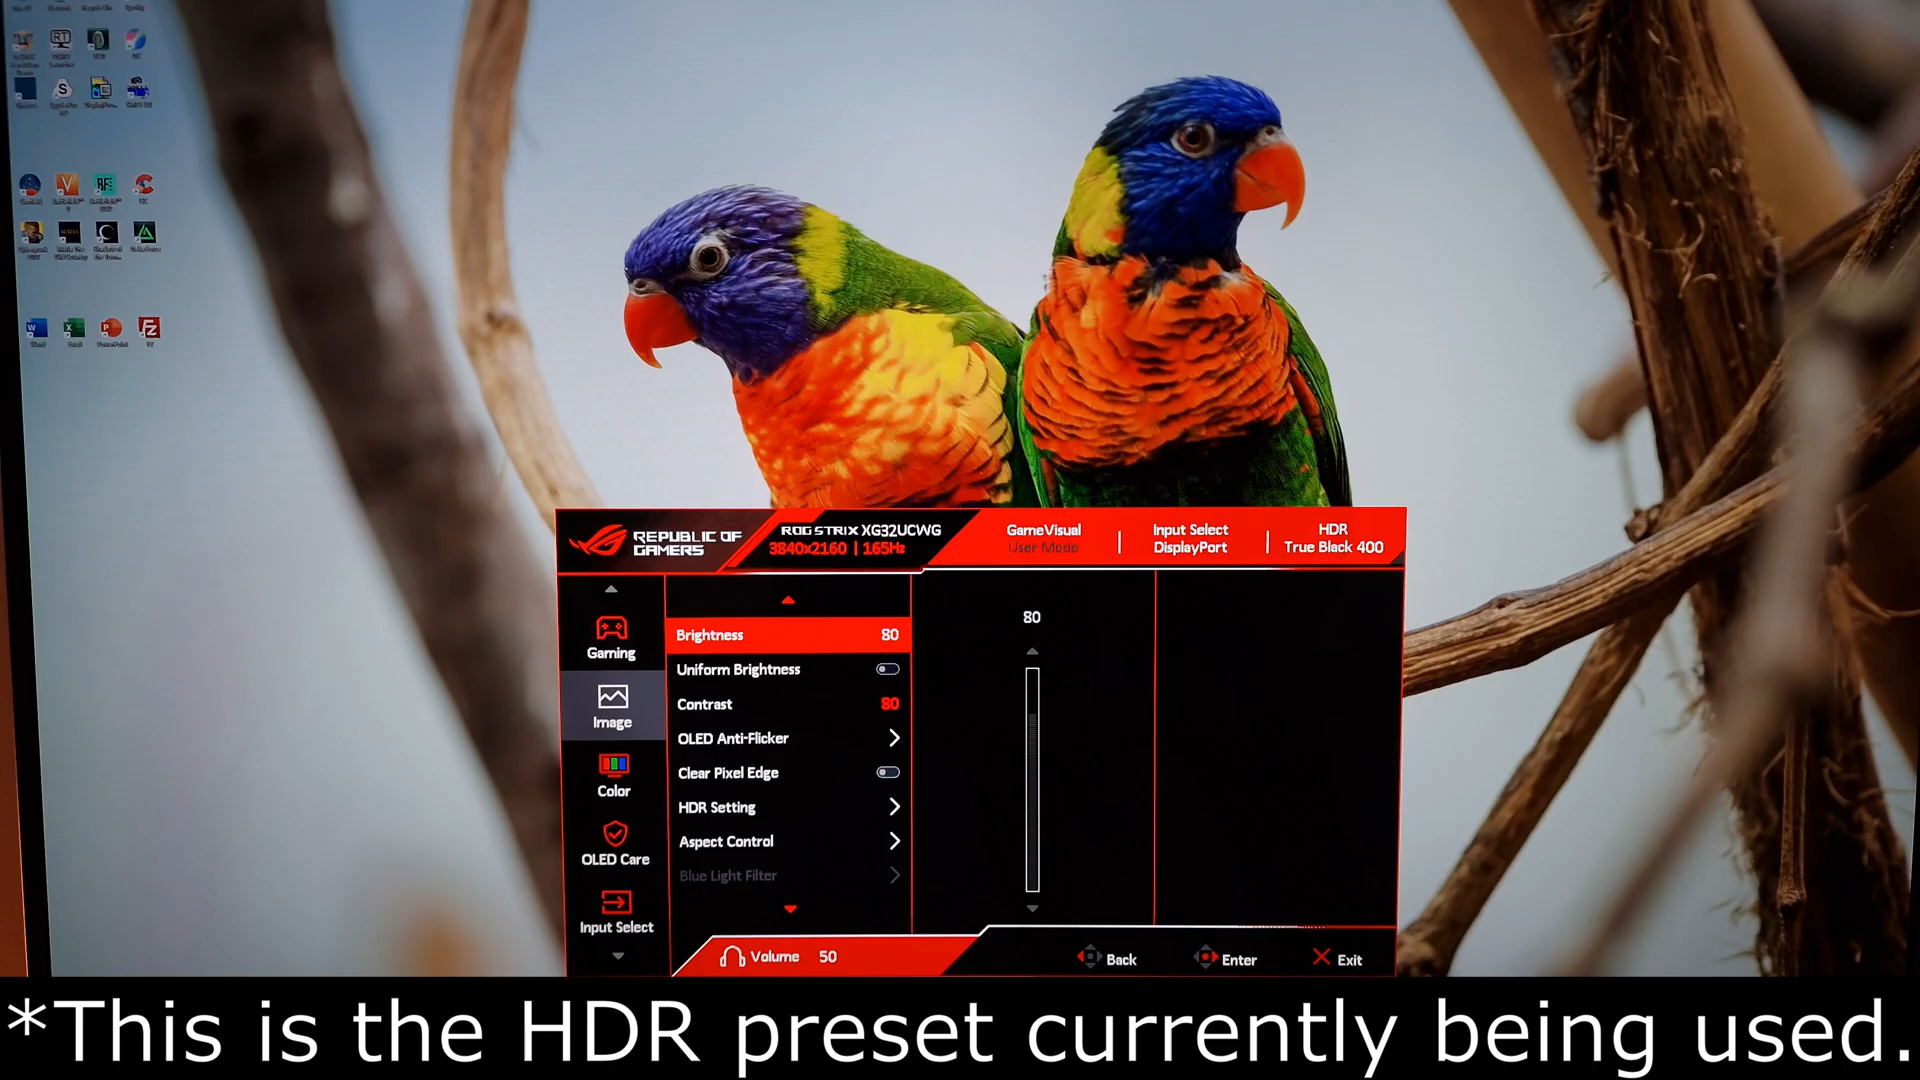 Word
Excel
PowerPoint
REPUBLIC OF
GAMERS
ROG STRIX XG32UCWG
3840x2160 | 165Hz
GameVisual
User Mode
Input Select
DisplayPort
HDR
True Black 400
Gaming
Image
Color
OLED Care
Input Select
Brightness 80
Uniform Brightness
Contrast 80
OLED Anti-Flicker
Clear Pixel Edge
HDR Setting
Aspect Control
Blue Light Filter
80
Volume 50
Back
Enter
Exit
*This is the HDR preset currently being used.